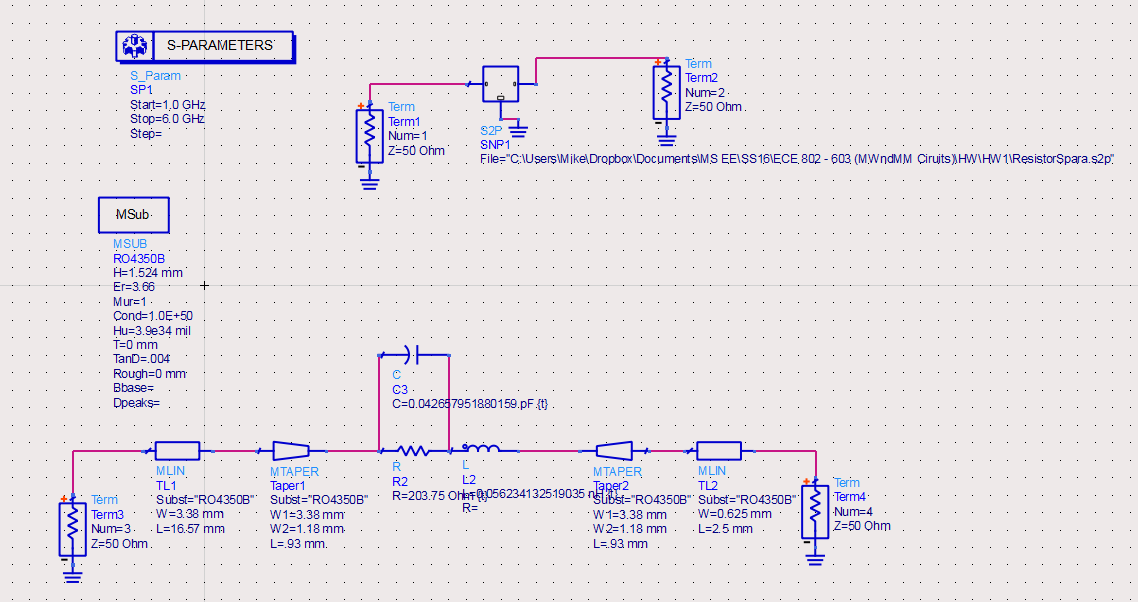 S-PARAMETERS
S_Param
SP1
Start=1.0 GHz
Stop=6.0 GHz
Step=
Term
Term1
Num=1
Z=50 Ohm
S2P
SNP1
File="C:\Users\Mike\Dropbox\Documents\MS EE\SS16\ECE 802 - 603 (MWndMM Ciruits)\HW\HW1\ResistorSpara.s2p"
Term
Term2
Num=2
Z=50 Ohm
MSub
MSUB
RO4350B
H=1.524 mm
Er=3.66
Mur=1
Cond=1.0E+50
Hu=3.9e34 mil
T=0 mm
TanD=.004
Rough=0 mm
Bbase=
Dpeaks=
C
C3
C=0.042657951880159 pF {t}
Term
Term3
Num=3
Z=50 Ohm
MLIN
TL1
Subst="RO4350B"
W=3.38 mm
L=16.57 mm
MTAPER
Taper1
Subst="RO4350B"
W1=3.38 mm
W2=1.18 mm
L=.93 mm
R
R2
R=203.75 Ohm {t}
L
L2
L=0.056234132519035 nH {t}
R=
MTAPER
Taper2
Subst="RO4350B"
W1=3.38 mm
W2=1.18 mm
L=.93 mm
MLIN
TL2
Subst="RO4350B"
W=0.625 mm
L=2.5 mm
Term
Term4
Num=4
Z=50 Ohm